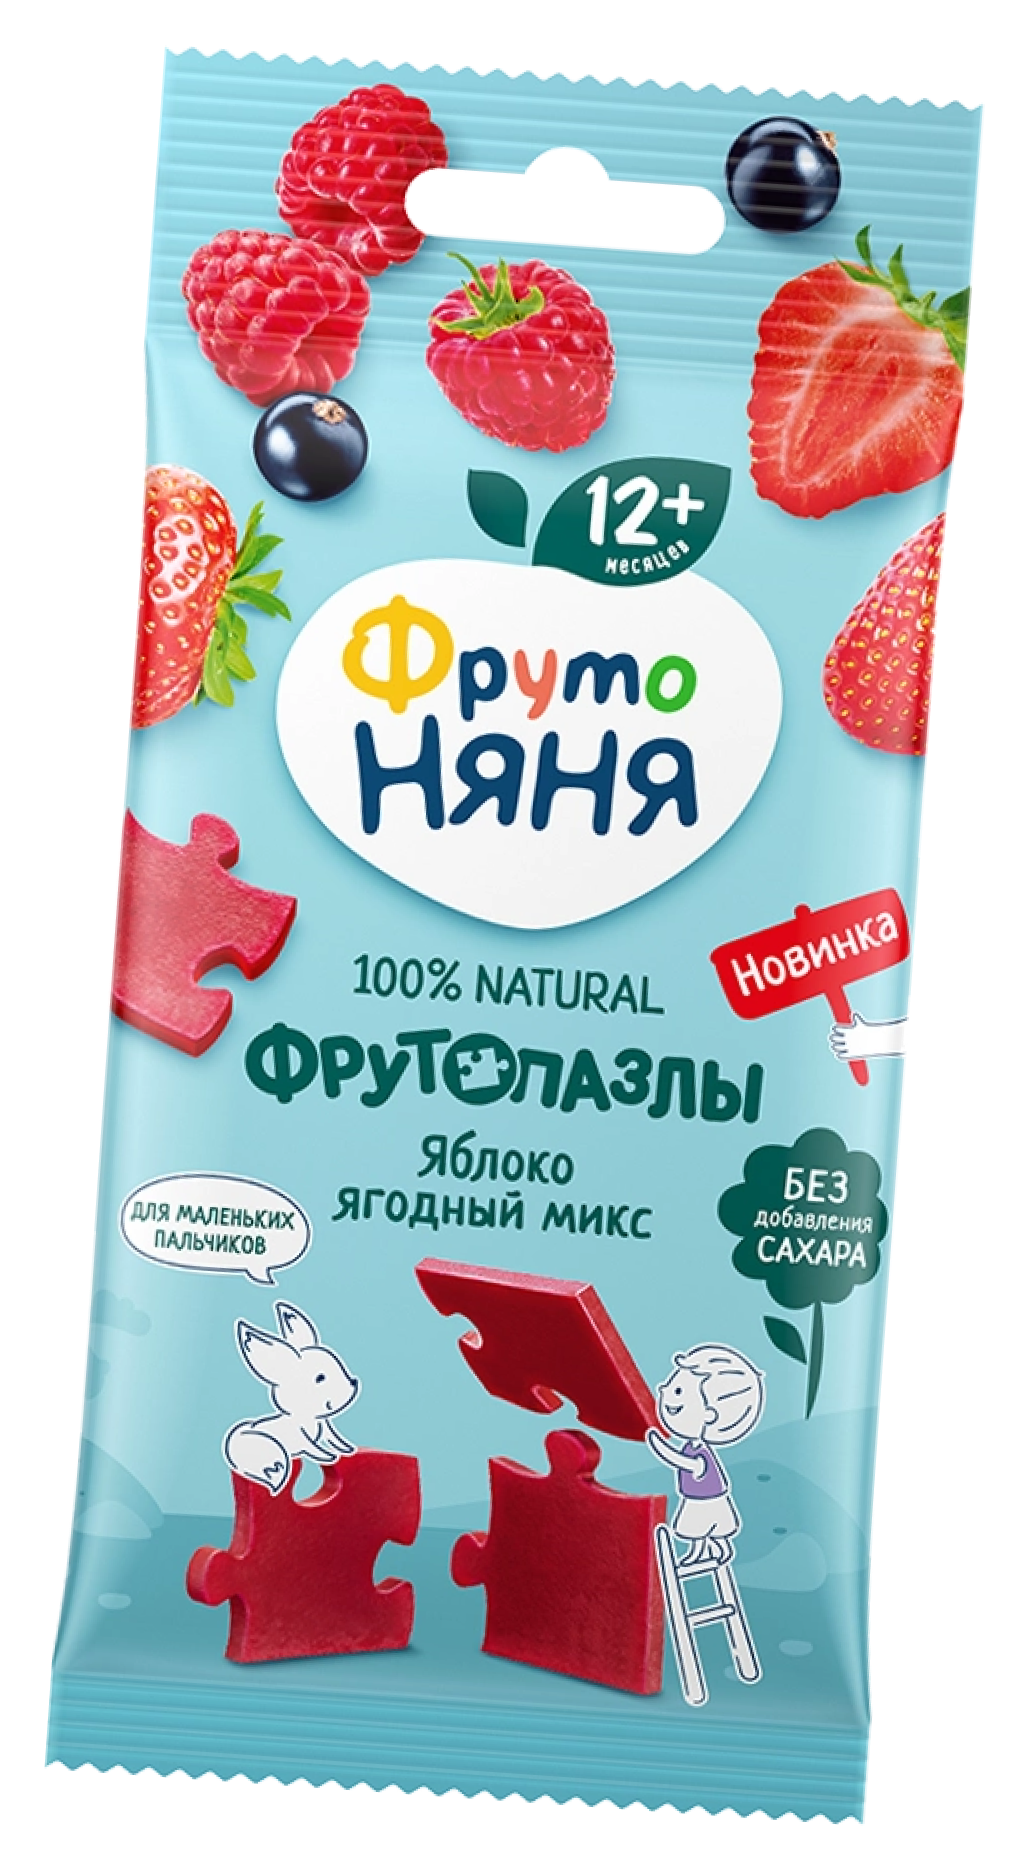 12+
месяцев
Фруто
НЯНЯ
Новинка
100% NATURAL
ФРУТОПАЗЛЫ
Яблоко
ягодный микс
БЕЗ
добавления
САХАРА
ДЛЯ МАЛЕНЬКИХ
ПАЛЬЧИКОВ